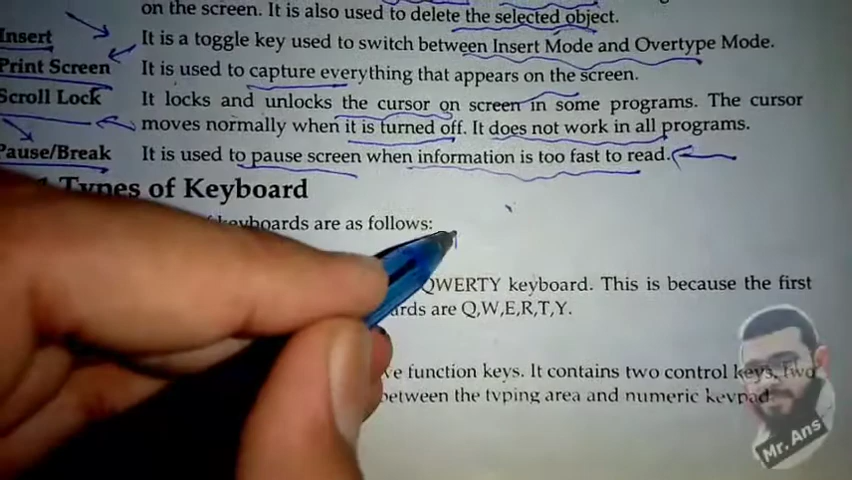 on the screen. It is also used to delete the selected object.
Insert It is a toggle key used to switch between Insert Mode and Overtype Mode.
Print Screen It is used to capture everything that appears on the screen.
Scroll Lock It locks and unlocks the cursor on screen in some programs. The cursor
moves normally when it is turned off. It does not work in all programs.
Pause/Break It is used to pause screen when information is too fast to read.
Types of Keyboard
keyboards are as follows:
QWERTY keyboard. This is because the first
are Q,W,E,R,T,Y.
function keys. It contains two control keys, two
between the typing area and numeric keypad.
Mr. Ans